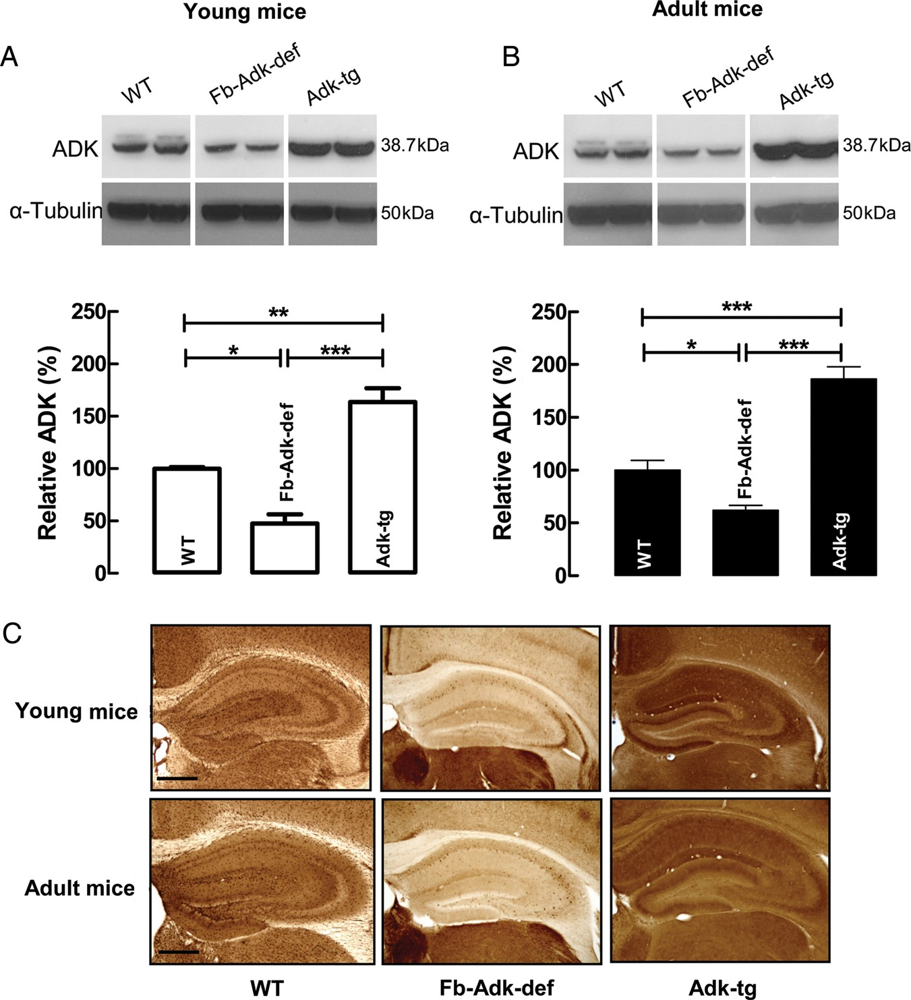 Young mice
Adult mice
A
WT
Fb-Adk-def
Adk-tg
ADK
38.7kDa
α-Tubulin
50kDa
B
WT
Fb-Adk-def
Adk-tg
ADK
38.7kDa
α-Tubulin
50kDa
Relative ADK (%)
250
200
150
100
50
0
**
*
***
WT
Fb-Adk-def
Adk-tg
Relative ADK (%)
250
200
150
100
50
0
***
*
***
WT
Fb-Adk-def
Adk-tg
C
Young mice
Adult mice
WT
Fb-Adk-def
Adk-tg